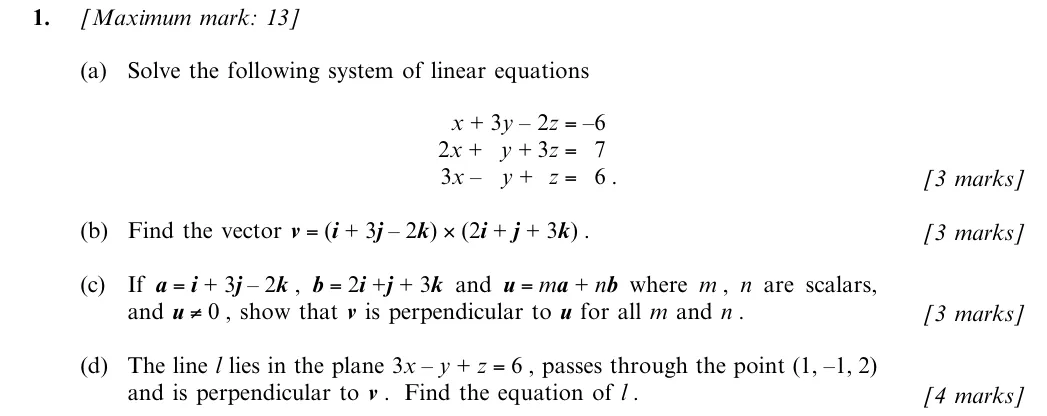 1. [Maximum mark: 13]
(a) Solve the following system of linear equations
x + 3y – 2z = –6
2x + y + 3z = 7
3x – y + z = 6 . [3 marks]
(b) Find the vector v = (i + 3j – 2k) × (2i + j + 3k) . [3 marks]
(c) If a = i + 3j – 2k , b = 2i +j + 3k and u = ma + nb where m , n are scalars,
and u ≠ 0 , show that v is perpendicular to u for all m and n . [3 marks]
(d) The line l lies in the plane 3x – y + z = 6 , passes through the point (1, –1, 2)
and is perpendicular to v . Find the equation of l . [4 marks]